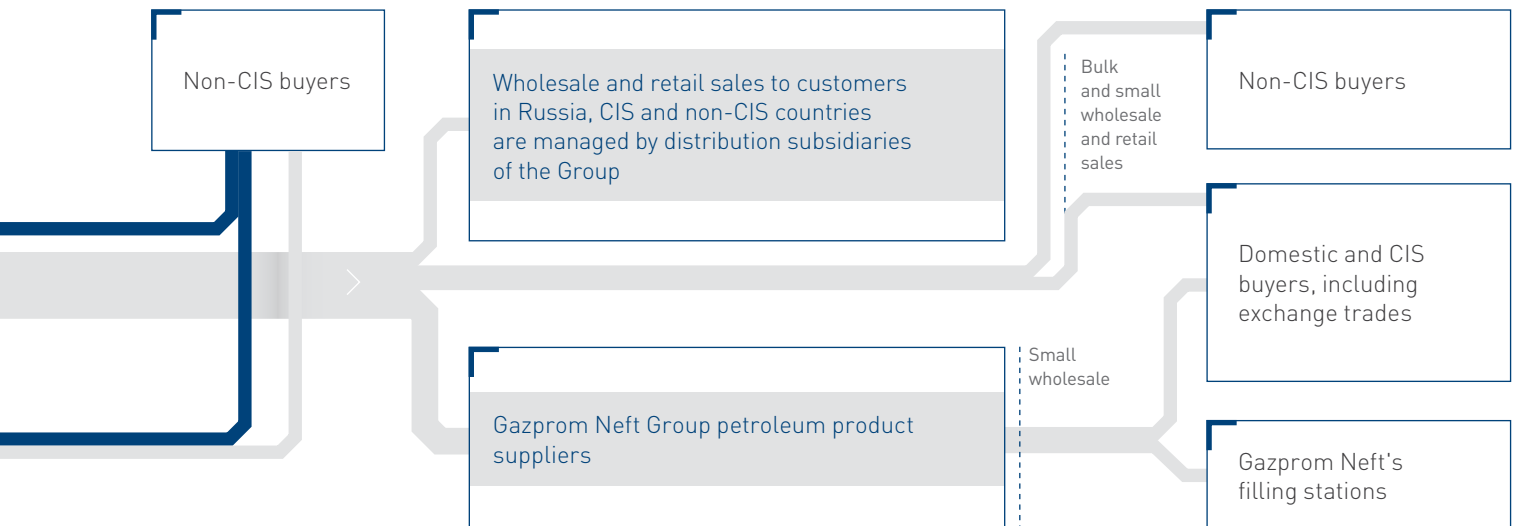 Non-CIS buyers
Wholesale and retail sales to customers
in Russia, CIS and non-CIS countries
are managed by distribution subsidiaries
of the Group
Bulk
and small
wholesale
and retail
sales
Non-CIS buyers
Domestic and CIS
buyers, including
exchange trades
Small
wholesale
Gazprom Neft Group petroleum product
suppliers
Gazprom Neft's
filling stations